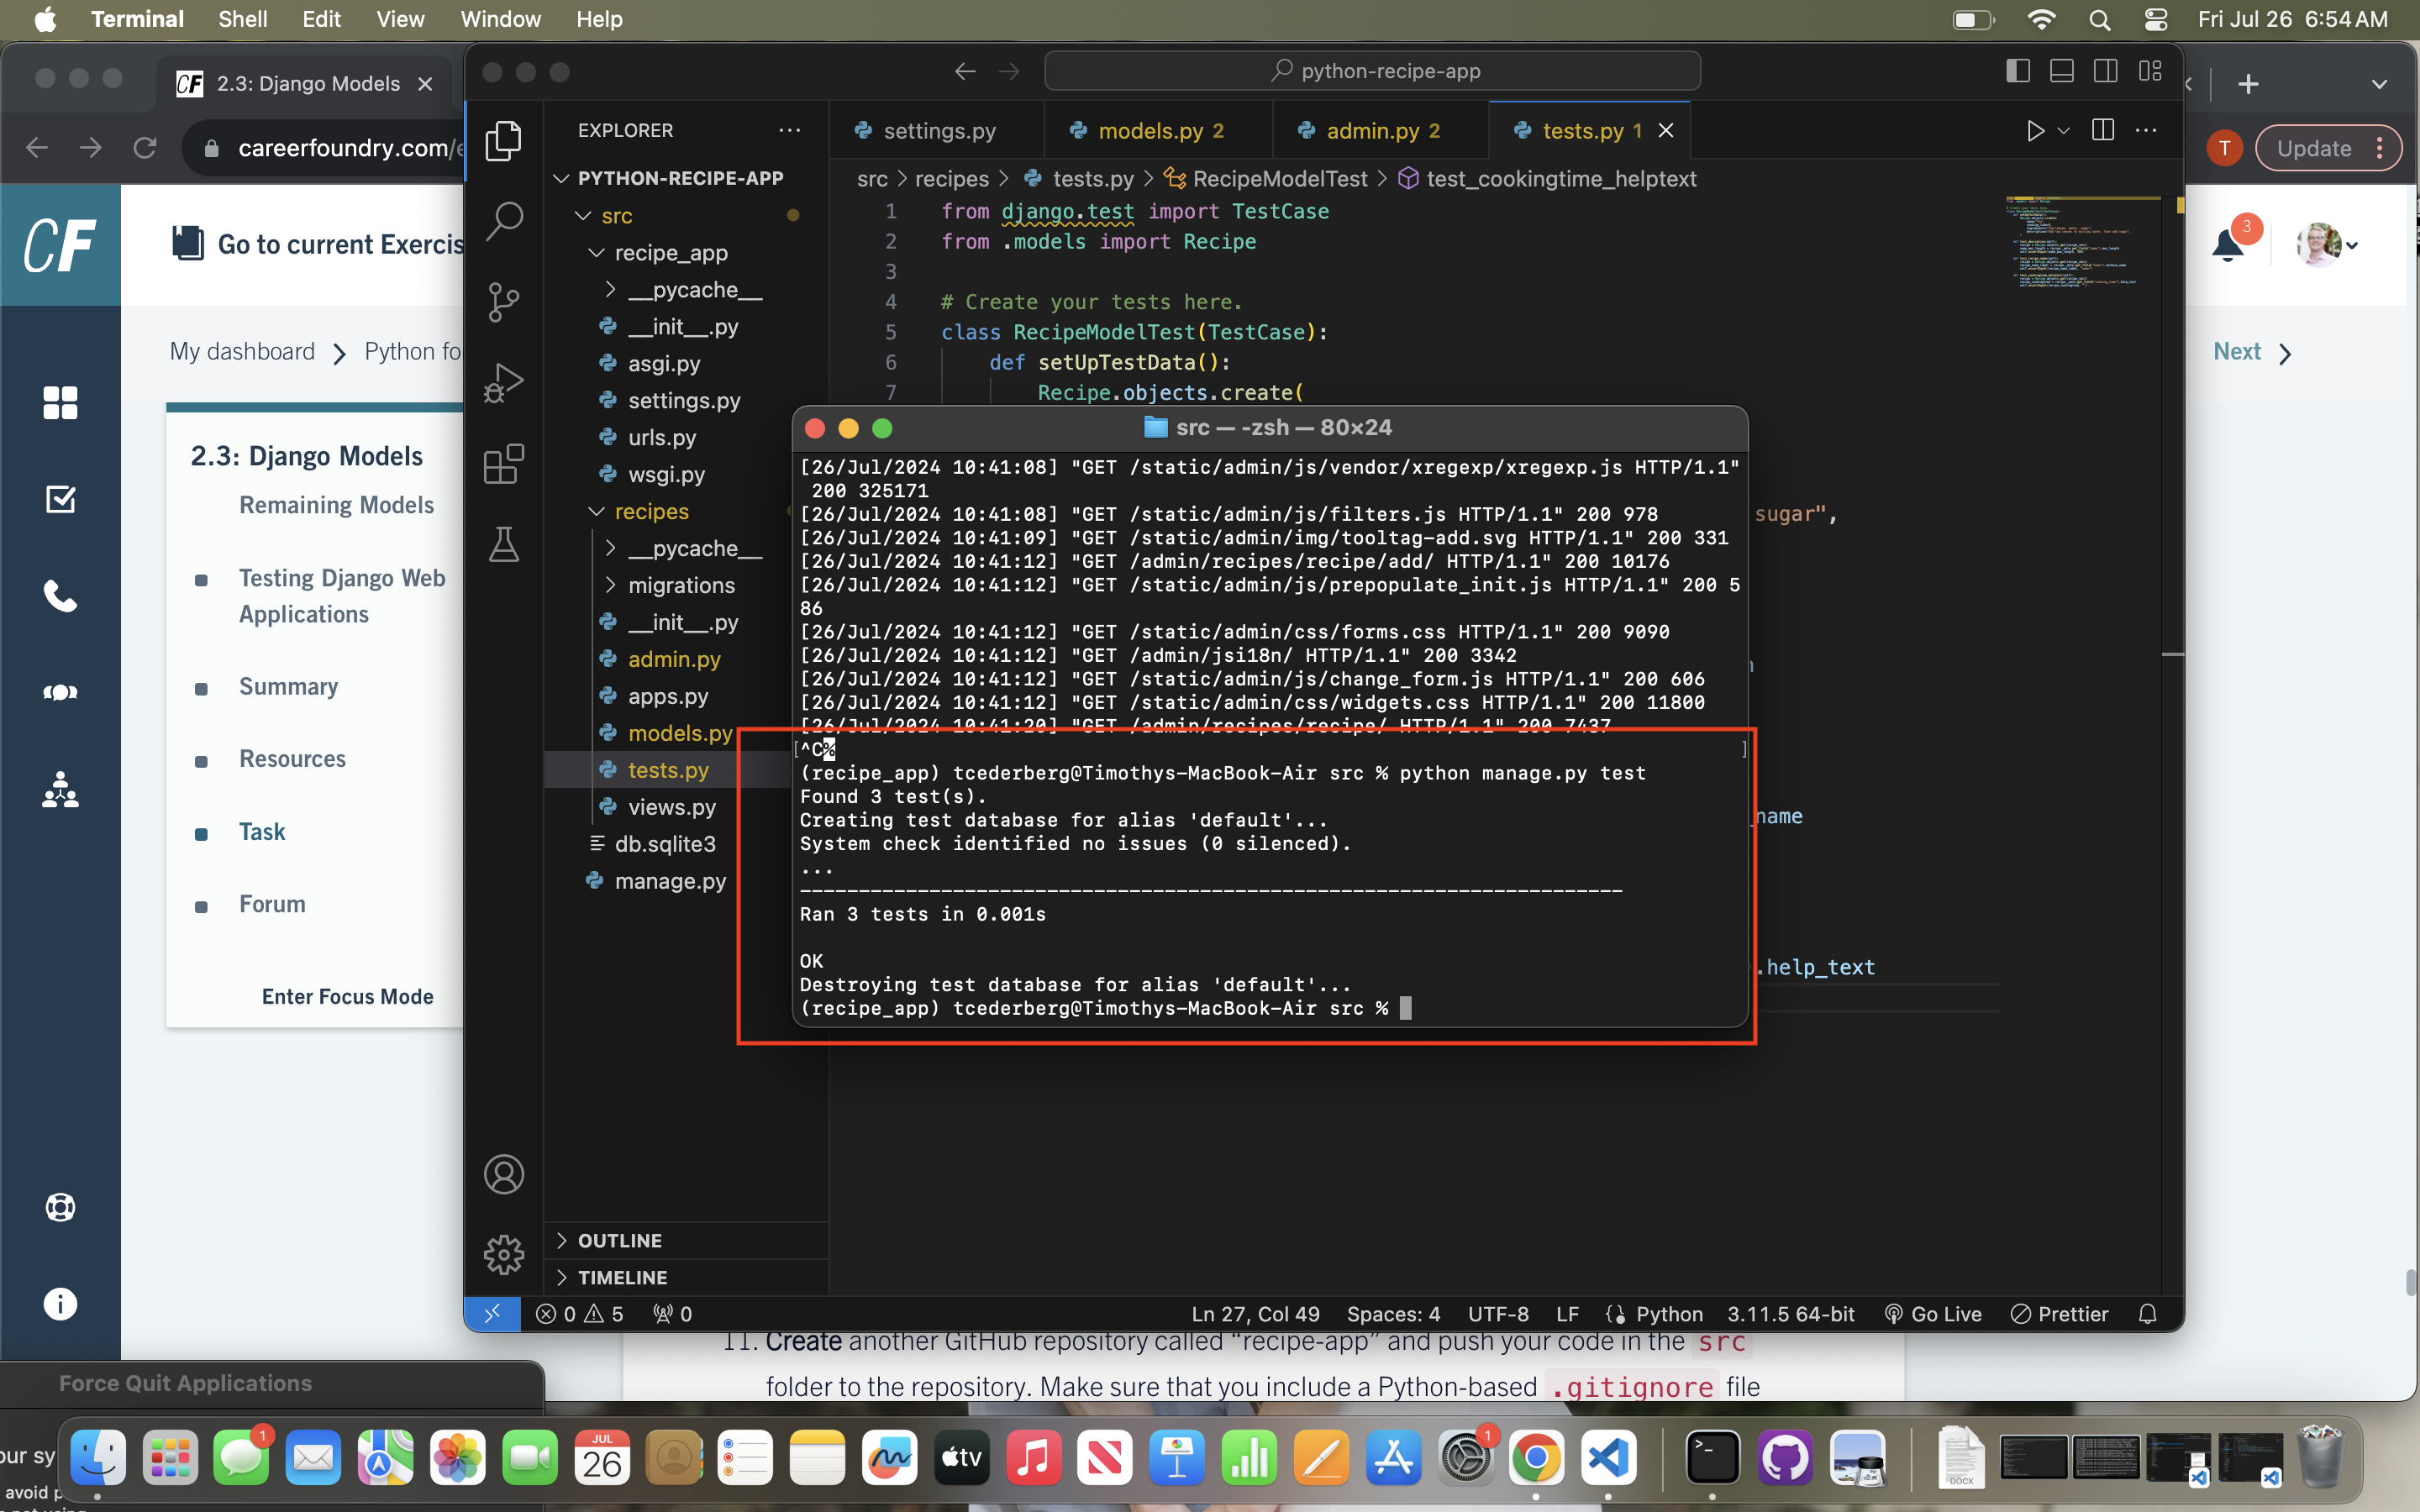 Terminal Shell Edit View Window Help Fri Jul 26 6:54 AM
2.3: Django Models
python-recipe-app
careerfoundry.com/e
T Update
EXPLORER
settings.py models.py 2 admin.py 2 tests.py 1
PYTHON-RECIPE-APP
src > recipes > tests.py > RecipeModelTest > test_cookingtime_helptext
CF
Go to current Exercis
3
My dashboard > Python fo
Next
2.3: Django Models
Remaining Models
Testing Django Web
Applications
Summary
Resources
Task
Forum
Enter Focus Mode
src
recipe_app
__pycache__
__init__.py
asgi.py
settings.py
urls.py
wsgi.py
recipes
__pycache__
migrations
__init__.py
admin.py
apps.py
models.py
tests.py
views.py
db.sqlite3
manage.py
OUTLINE
TIMELINE
1 from django.test import TestCase
2 from .models import Recipe
3
4 # Create your tests here.
5 class RecipeModelTest(TestCase):
6 def setUpTestData():
7 Recipe.objects.create(
sugar",
name
.help_text
src — -zsh — 80×24
[26/Jul/2024 10:41:08] "GET /static/admin/js/vendor/xregexp/xregexp.js HTTP/1.1"
200 325171
[26/Jul/2024 10:41:08] "GET /static/admin/js/filters.js HTTP/1.1" 200 978
[26/Jul/2024 10:41:09] "GET /static/admin/img/tooltag-add.svg HTTP/1.1" 200 331
[26/Jul/2024 10:41:12] "GET /admin/recipes/recipe/add/ HTTP/1.1" 200 10176
[26/Jul/2024 10:41:12] "GET /static/admin/js/prepopulate_init.js HTTP/1.1" 200 5
86
[26/Jul/2024 10:41:12] "GET /static/admin/css/forms.css HTTP/1.1" 200 9090
[26/Jul/2024 10:41:12] "GET /admin/jsi18n/ HTTP/1.1" 200 3342
[26/Jul/2024 10:41:12] "GET /static/admin/js/change_form.js HTTP/1.1" 200 606
[26/Jul/2024 10:41:12] "GET /static/admin/css/widgets.css HTTP/1.1" 200 11800
[26/Jul/2024 10:41:20] "GET /admin/recipes/recipe/ HTTP/1.1" 200 7437
[^C% ]
(recipe_app) tcederberg@Timothys-MacBook-Air src % python manage.py test
Found 3 test(s).
Creating test database for alias 'default'...
System check identified no issues (0 silenced).
...
----------------------------------------------------------------------
Ran 3 tests in 0.001s
OK
Destroying test database for alias 'default'...
(recipe_app) tcederberg@Timothys-MacBook-Air src %
0 5 0 Ln 27, Col 49 Spaces: 4 UTF-8 LF Python 3.11.5 64-bit Go Live Prettier
11. Create another GitHub repository called “recipe-app” and push your code in the src
folder to the repository. Make sure that you include a Python-based .gitignore file
Force Quit Applications
our sy
avoid p
1
JUL
26
tv
1
DOCX